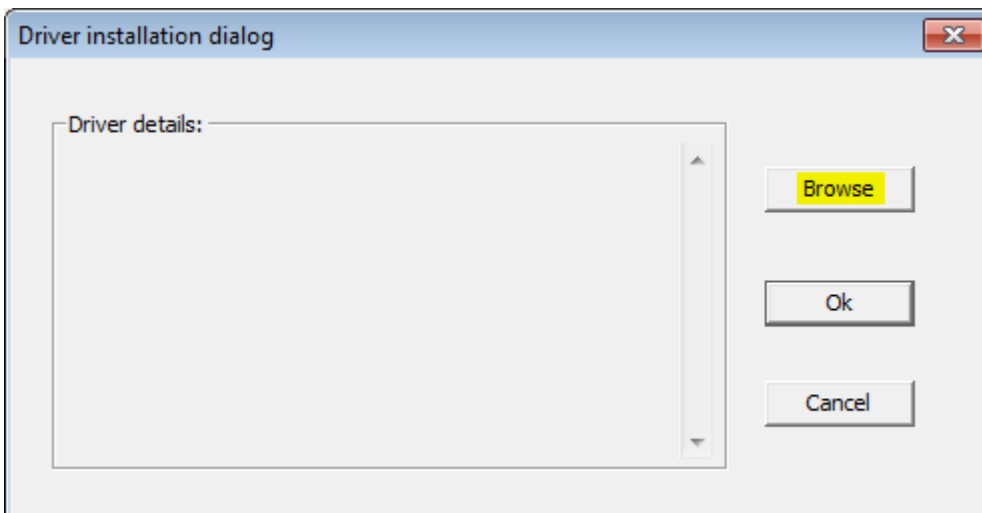 Driver installation dialog
Driver details:
Browse
Ok
Cancel